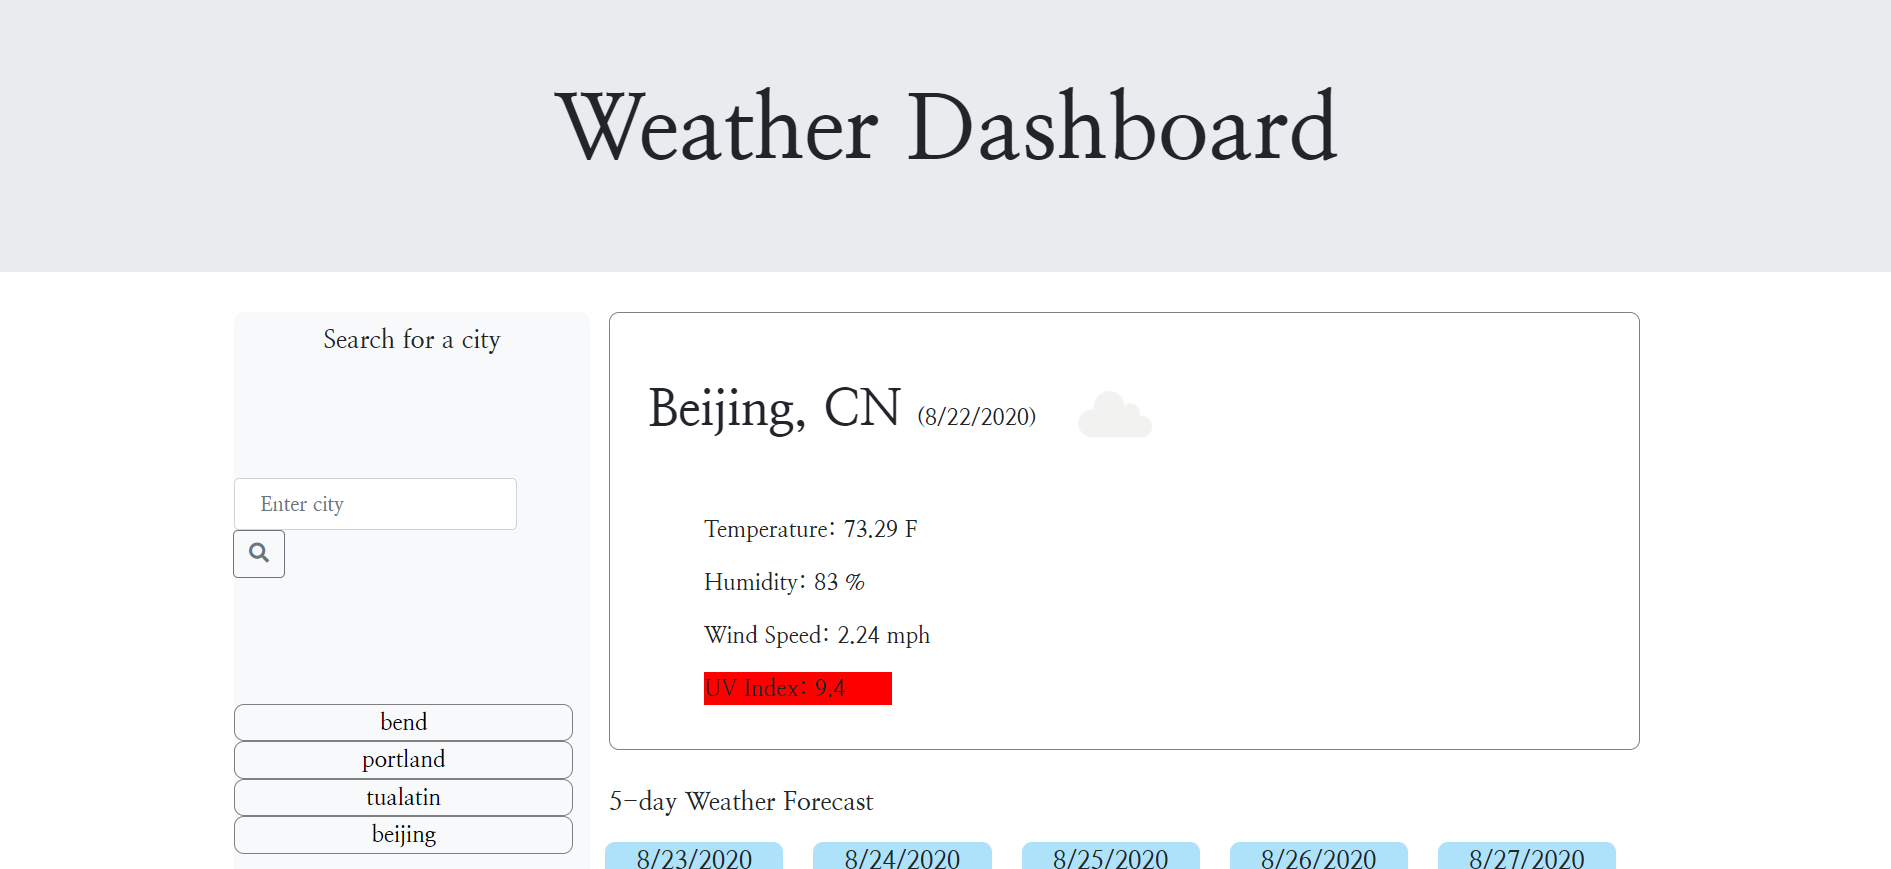 Weather Dashboard
Search for a city
Enter city
bend
portland
tualatin
beijing
Beijing, CN (8/22/2020)
Temperature: 73.29 F
Humidity: 83 %
Wind Speed: 2.24 mph
UV Index: 9.4
5-day Weather Forecast
8/23/2020 8/24/2020 8/25/2020 8/26/2020 8/27/2020